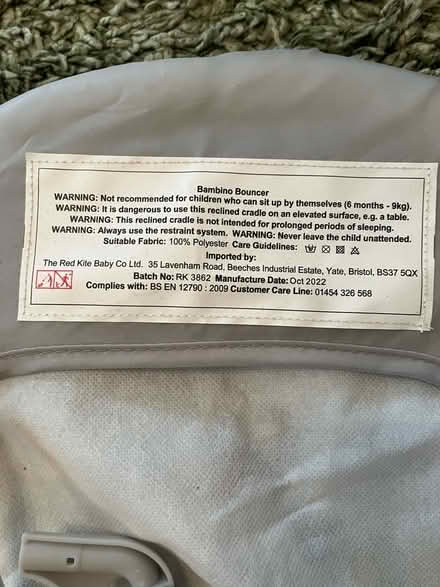 Bambino Bouncer
WARNING: Not recommended for children who can sit up by themselves (6 months - 9kg).
WARNING: It is dangerous to use this reclined cradle on an elevated surface, e.g. a table.
WARNING: This reclined cradle is not intended for prolonged periods of sleeping.
WARNING: Always use the restraint system. WARNING: Never leave the child unattended.
Suitable Fabric: 100% Polyester Care Guidelines:
Imported by:
The Red Kite Baby Co Ltd. 35 Lavenham Road, Beeches Industrial Estate, Yate, Bristol, BS37 5QX
Batch No: RK 3862 Manufacture Date: Oct 2022
Complies with: BS EN 12790 : 2009 Customer Care Line: 01454 326 568